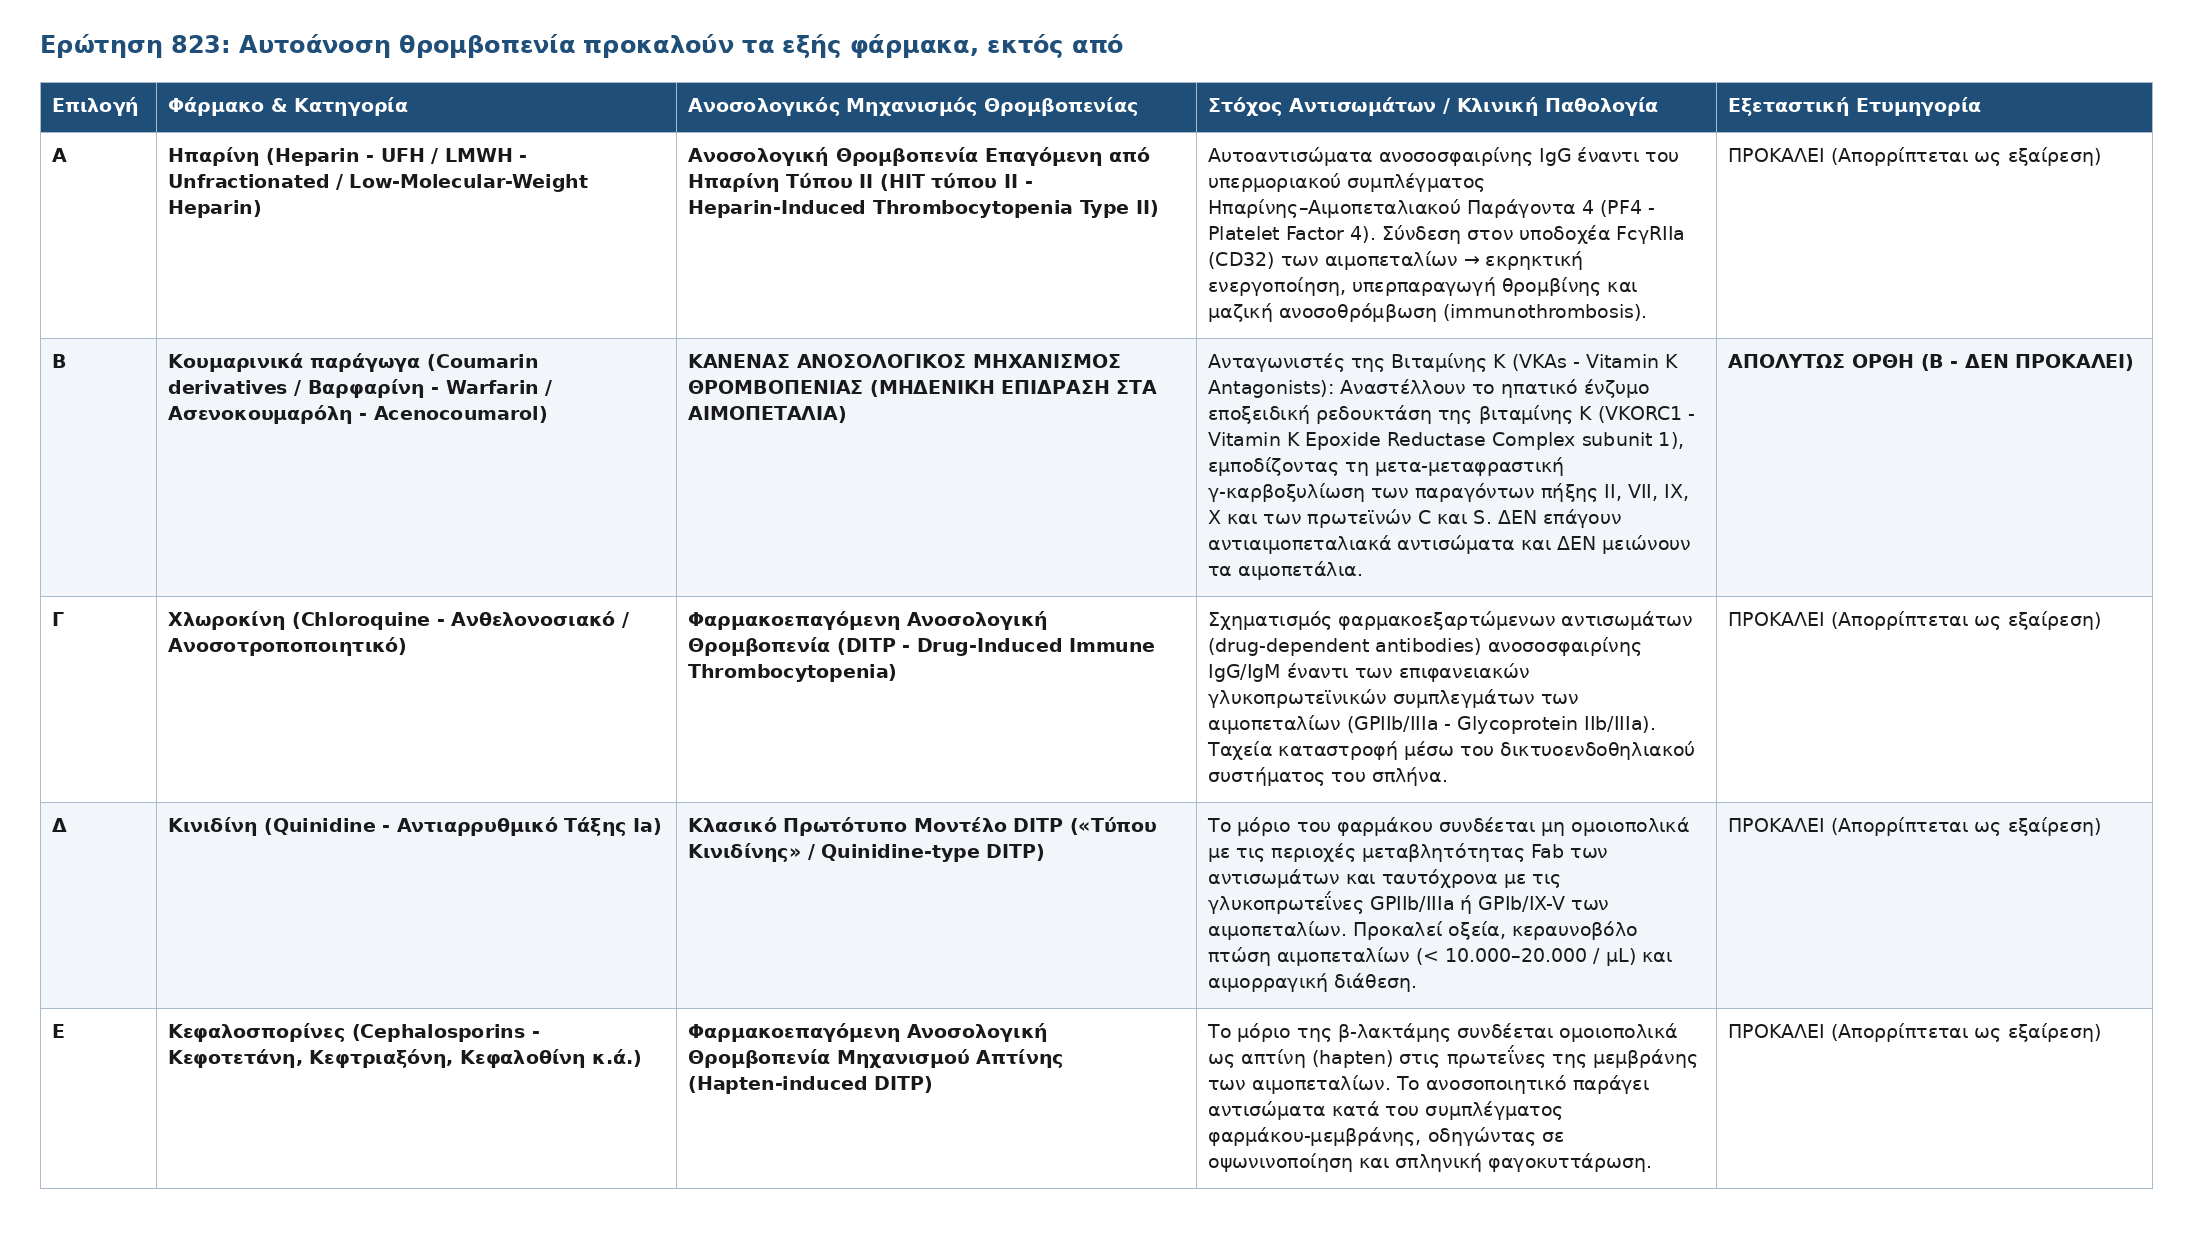 Ερώτηση 823: Αυτοάνοση θρομβοπενία προκαλούν τα εξής φάρμακα, εκτός από
Επιλογή
Φάρμακο & Κατηγορία
Ανοσολογικός Μηχανισμός Θρομβοπενίας
Στόχος Αντισωμάτων / Κλινική Παθολογία
Εξεταστική Ετυμηγορία
Α
Ηπαρίνη (Heparin - UFH / LMWH -
Unfractionated / Low-Molecular-Weight
Heparin)
Ανοσολογική Θρομβοπενία Επαγόμενη από
Ηπαρίνη Τύπου II (HIT τύπου II -
Heparin-Induced Thrombocytopenia Type II)
Αυτοαντισώματα ανοσοσφαιρίνης IgG έναντι του
υπερμοριακού συμπλέγματος
Ηπαρίνης–Αιμοπεταλιακού Παράγοντα 4 (PF4 -
Platelet Factor 4). Σύνδεση στον υποδοχέα FcγRIIa
(CD32) των αιμοπεταλίων → εκρηκτική
ενεργοποίηση, υπερπαραγωγή θρομβίνης και
μαζική ανοσοθρόμβωση (immunothrombosis).
ΠΡΟΚΑΛΕΙ (Απορρίπτεται ως εξαίρεση)
Β
Κουμαρινικά παράγωγα (Coumarin
derivatives / Βαρφαρίνη - Warfarin /
Ασενοκουμαρόλη - Acenocoumarol)
ΚΑΝΕΝΑΣ ΑΝΟΣΟΛΟΓΙΚΟΣ ΜΗΧΑΝΙΣΜΟΣ
ΘΡΟΜΒΟΠΕΝΙΑΣ (ΜΗΔΕΝΙΚΗ ΕΠΙΔΡΑΣΗ ΣΤΑ
ΑΙΜΟΠΕΤΑΛΙΑ)
Ανταγωνιστές της Βιταμίνης Κ (VKAs - Vitamin K
Antagonists): Αναστέλλουν το ηπατικό ένζυμο
εποξειδική ρεδουκτάση της βιταμίνης Κ (VKORC1 -
Vitamin K Epoxide Reductase Complex subunit 1),
εμποδίζοντας τη μετα-μεταφραστική
γ-καρβοξυλίωση των παραγόντων πήξης II, VII, IX,
X και των πρωτεϊνών C και S. ΔΕΝ επάγουν
αντιαιμοπεταλιακά αντισώματα και ΔΕΝ μειώνουν
τα αιμοπετάλια.
ΑΠΟΛΥΤΩΣ ΟΡΘΗ (Β - ΔΕΝ ΠΡΟΚΑΛΕΙ)
Γ
Χλωροκίνη (Chloroquine - Ανθελονοσιακό /
Ανοσοτροποποιητικό)
Φαρμακοεπαγόμενη Ανοσολογική
Θρομβοπενία (DITP - Drug-Induced Immune
Thrombocytopenia)
Σχηματισμός φαρμακοεξαρτώμενων αντισωμάτων
(drug-dependent antibodies) ανοσοσφαιρίνης
IgG/IgM έναντι των επιφανειακών
γλυκοπρωτεϊνικών συμπλεγμάτων των
αιμοπεταλίων (GPIIb/IIIa - Glycoprotein IIb/IIIa).
Ταχεία καταστροφή μέσω του δικτυοενδοθηλιακού
συστήματος του σπλήνα.
ΠΡΟΚΑΛΕΙ (Απορρίπτεται ως εξαίρεση)
Δ
Κινιδίνη (Quinidine - Αντιαρρυθμικό Τάξης Ia)
Κλασικό Πρωτότυπο Μοντέλο DITP («Τύπου
Κινιδίνης» / Quinidine-type DITP)
Το μόριο του φαρμάκου συνδέεται μη ομοιοπολικά
με τις περιοχές μεταβλητότητας Fab των
αντισωμάτων και ταυτόχρονα με τις
γλυκοπρωτεΐνες GPIIb/IIIa ή GPIb/IX-V των
αιμοπεταλίων. Προκαλεί οξεία, κεραυνοβόλο
πτώση αιμοπεταλίων (< 10.000–20.000 / μL) και
αιμορραγική διάθεση.
ΠΡΟΚΑΛΕΙ (Απορρίπτεται ως εξαίρεση)
Ε
Κεφαλοσπορίνες (Cephalosporins -
Κεφοτετάνη, Κεφτριαξόνη, Κεφαλοθίνη κ.ά.)
Φαρμακοεπαγόμενη Ανοσολογική
Θρομβοπενία Μηχανισμού Απτίνης
(Hapten-induced DITP)
Το μόριο της β-λακτάμης συνδέεται ομοιοπολικά
ως απτίνη (hapten) στις πρωτεΐνες της μεμβράνης
των αιμοπεταλίων. Το ανοσοποιητικό παράγει
αντισώματα κατά του συμπλέγματος
φαρμάκου-μεμβράνης, οδηγώντας σε
οψωνινοποίηση και σπληνική φαγοκυττάρωση.
ΠΡΟΚΑΛΕΙ (Απορρίπτεται ως εξαίρεση)